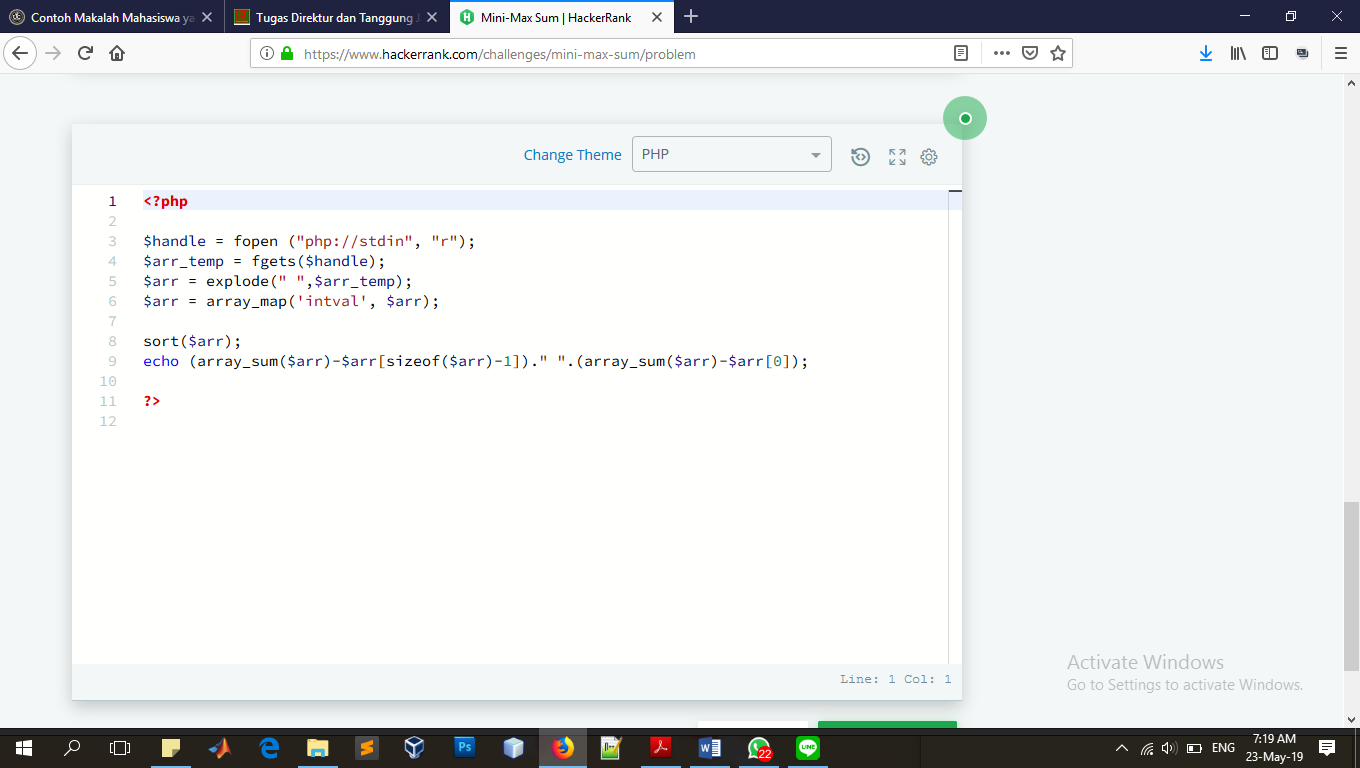 Contoh Makalah Mahasiswa ya
Tugas Direktur dan Tanggung J
Mini-Max Sum | HackerRank
https://www.hackerrank.com/challenges/mini-max-sum/problem
Change Theme
PHP
1 <?php
2
3 $handle = fopen ("php://stdin", "r");
4 $arr_temp = fgets($handle);
5 $arr = explode(" ",$arr_temp);
6 $arr = array_map('intval', $arr);
7
8 sort($arr);
9 echo (array_sum($arr)-$arr[sizeof($arr)-1])." ".(array_sum($arr)-$arr[0]);
10
11 ?>
12
Line: 1 Col: 1
Activate Windows
Go to Settings to activate Windows.
Ps
22
LINE
ENG
7:19 AM
23-May-19